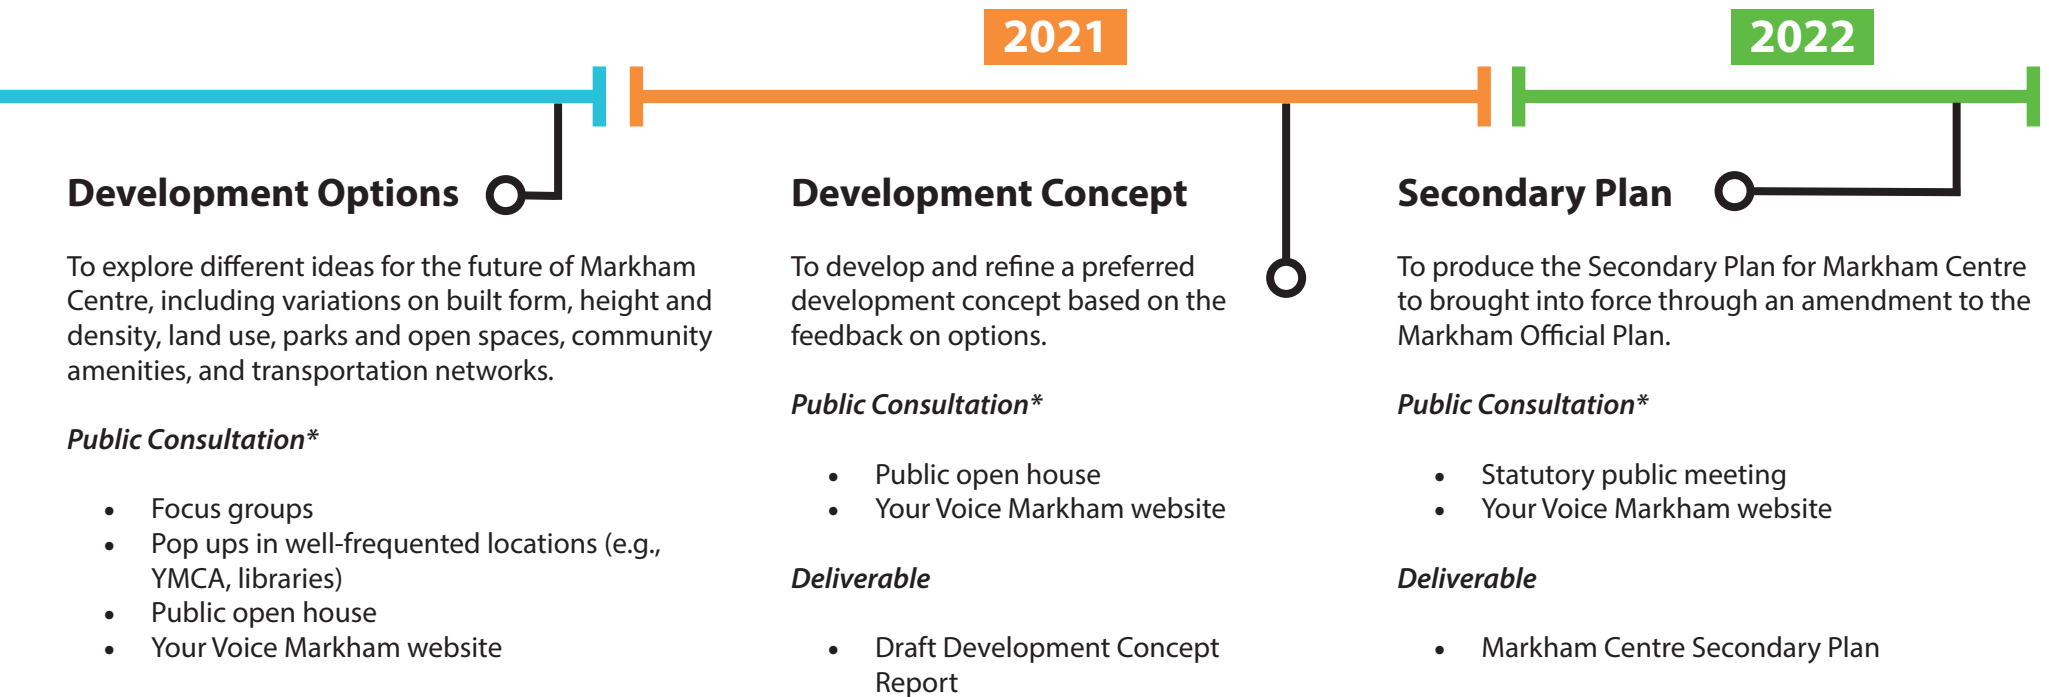 2021
2022
Development Options
To explore different ideas for the future of Markham
Centre, including variations on built form, height and
density, land use, parks and open spaces, community
amenities, and transportation networks.
Public Consultation*
• Focus groups
• Pop ups in well-frequented locations (e.g.,
YMCA, libraries)
• Public open house
• Your Voice Markham website
Development Concept
To develop and refine a preferred
development concept based on the
feedback on options.
Public Consultation*
• Public open house
• Your Voice Markham website
Deliverable
• Draft Development Concept
Report
Secondary Plan
To produce the Secondary Plan for Markham Centre
to brought into force through an amendment to the
Markham Official Plan.
Public Consultation*
• Statutory public meeting
• Your Voice Markham website
Deliverable
• Markham Centre Secondary Plan